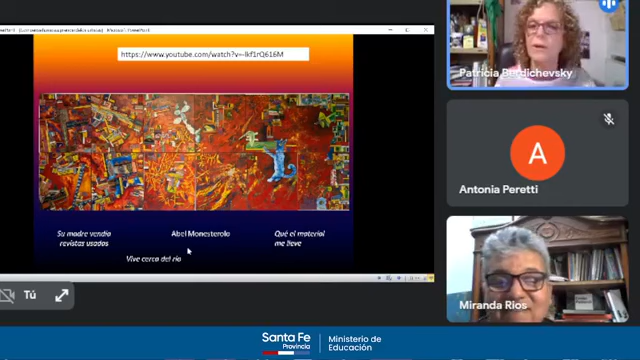 https://www.youtube.com/watch?v=-lkf1rQ616M
Su madre vendía
revistas usadas
Abel Monesterolo
Qué el material
me lleve
Vive cerca del río
Tú
Patricia Berdichevsky
A
Antonia Peretti
Miranda Rios
Santa Fe
Provincia
Ministerio de
Educación